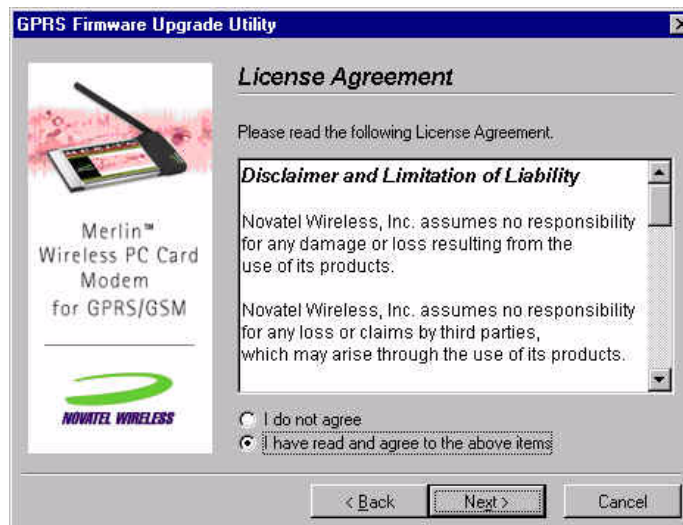 GPRS Firmware Upgrade Utility
License Agreement
Please read the following License Agreement.
Disclaimer and Limitation of Liability
Novatel Wireless, Inc. assumes no responsibility
for any damage or loss resulting from the
use of its products.
Novatel Wireless, Inc. assumes no responsibility
for any loss or claims by third parties,
which may arise through the use of its products.
Merlin™
Wireless PC Card
Modem
for GPRS/GSM
NOVATEL WIRELESS
I do not agree
I have read and agree to the above items
< Back
Next >
Cancel